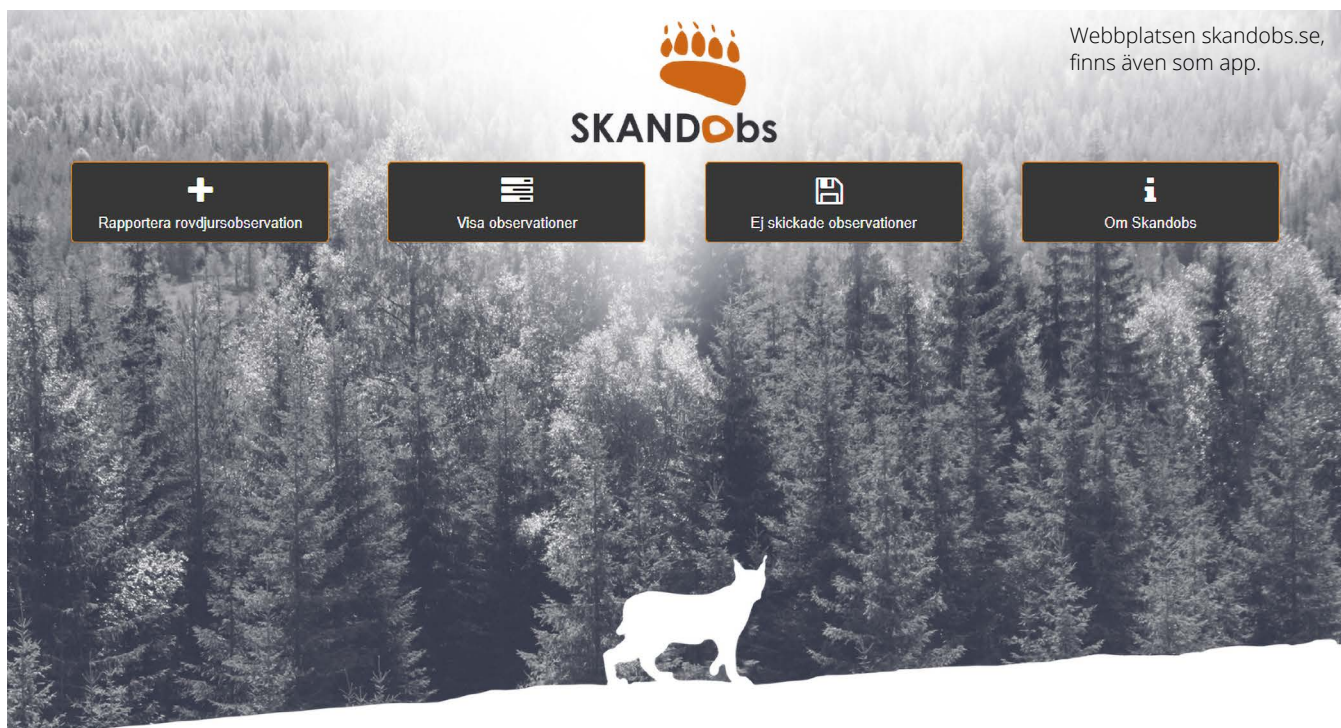 Webbplatsen skandobs.se,
finns även som app.
SKANDObs
Rapportera rovdjursobservation
Visa observationer
Ej skickade observationer
Om Skandobs